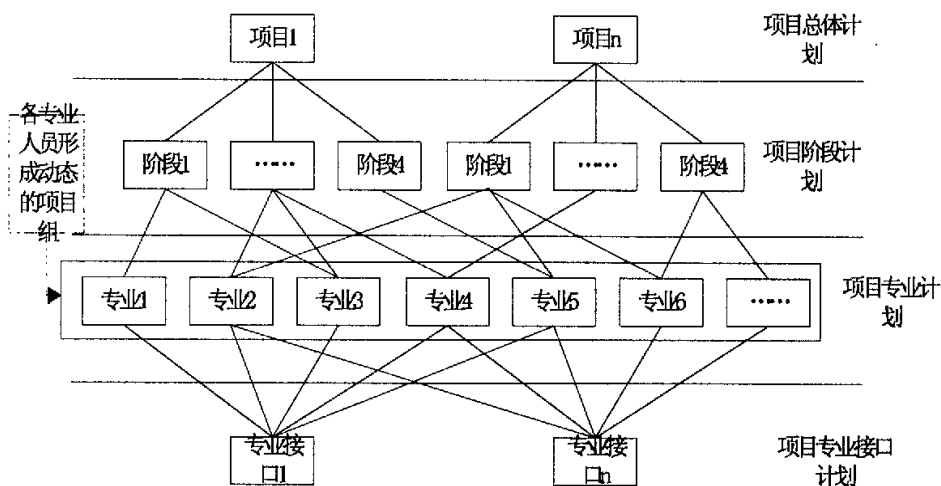 项目1
项目n
项目总体计
划
各专业
人员形
成动态
的项目
组
阶段1
……
阶段4
阶段1
……
阶段4
项目阶段计
划
专业1
专业2
专业3
专业4
专业5
专业6
……
项目专业计
划
专业接
口1
专业接
口n
项目专业接口
计划